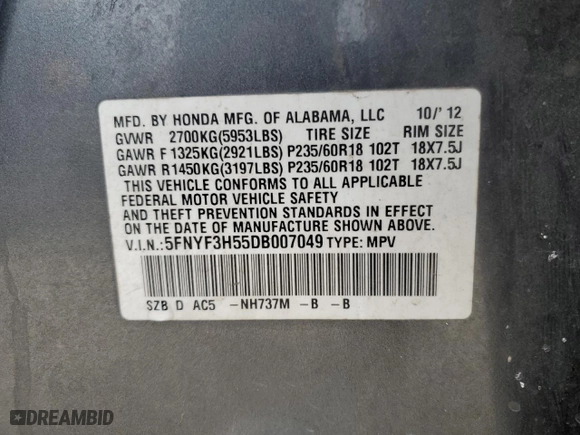 MFD. BY HONDA MFG. OF ALABAMA, LLC 10/'12
GVWR 2700KG(5953LBS) TIRE SIZE RIM SIZE
GAWR F 1325KG(2921LBS) P235/60R18 102T 18X7.5J
GAWR R 1450KG(3197LBS) P235/60R18 102T 18X7.5J
THIS VEHICLE CONFORMS TO ALL APPLICABLE
FEDERAL MOTOR VEHICLE SAFETY
AND THEFT PREVENTION STANDARDS IN EFFECT
ON THE DATE OF MANUFACTURE SHOWN ABOVE.
V.I.N.:5FNYF3H55DB007049 TYPE: MPV
SZB D AC5 -NH737M -B -B
DREAMBID